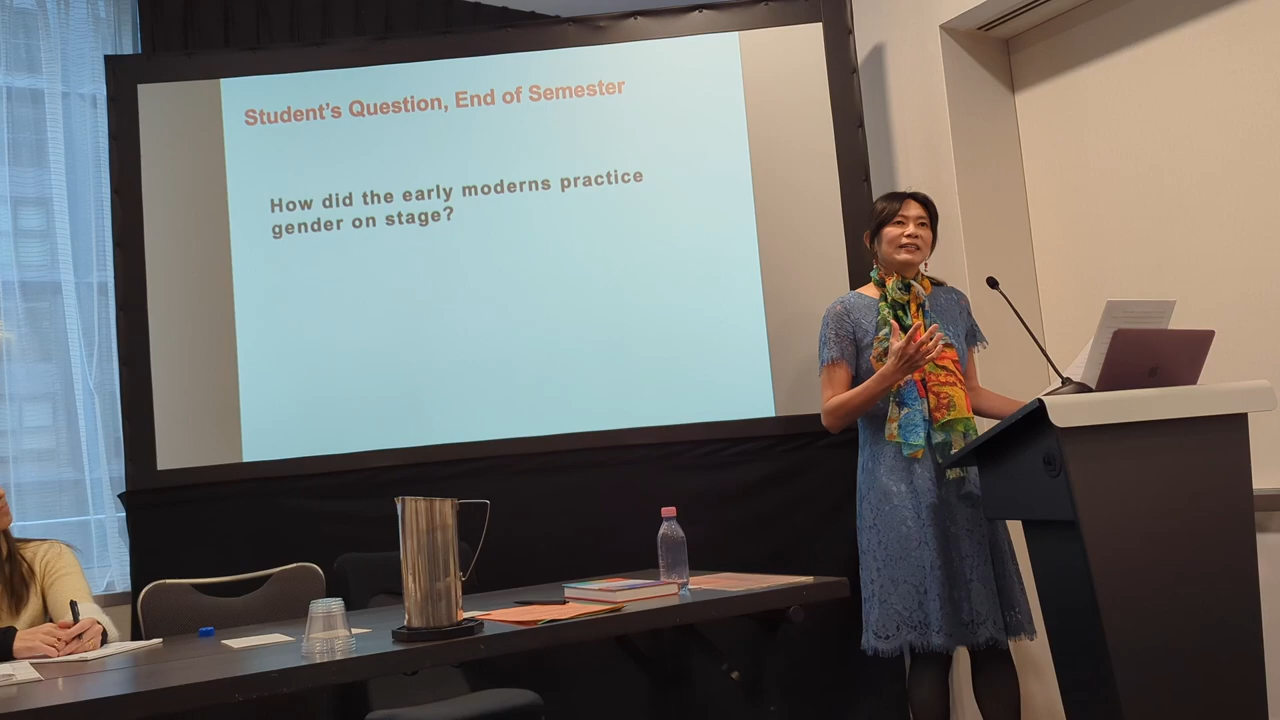 Student's Question, End of Semester
How did the early moderns practice
gender on stage?